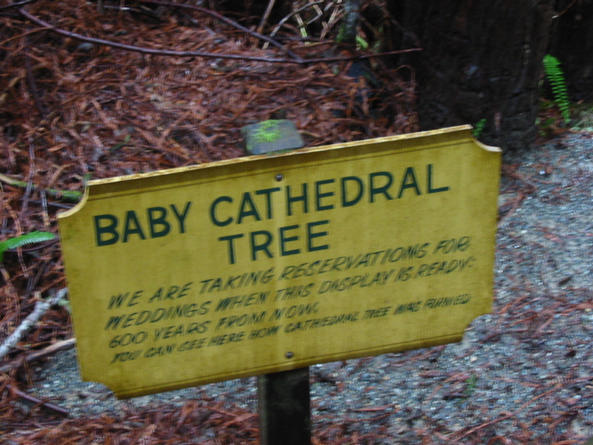 BABY CATHEDRAL
TREE
WE ARE TAKING RESERVATIONS FOR
WEDDINGS WHEN THIS DISPLAY IS READY:
600 YEARS FROM NOW.
YOU CAN SEE HERE HOW CATHEDRAL TREE WAS FORMED